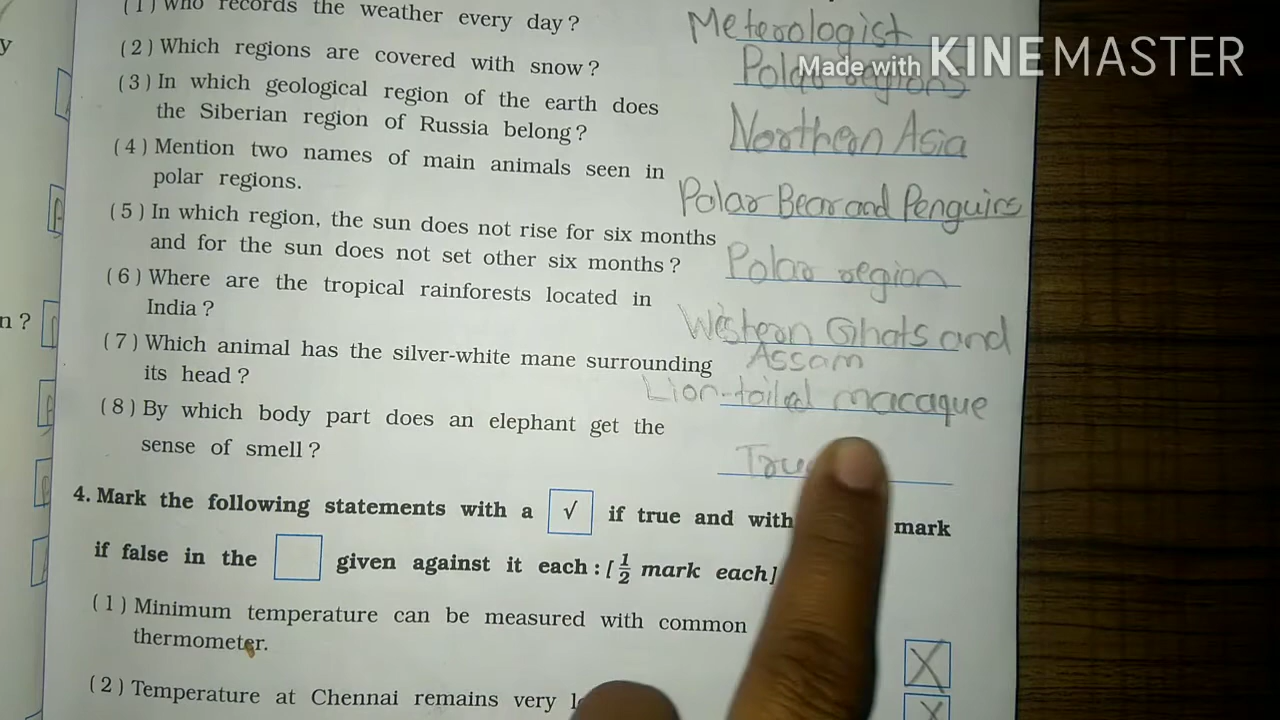 (1) Who records the weather every day? Meterologist
Made with KINEMASTER
(2) Which regions are covered with snow? Polar regions
(3) In which geological region of the earth does
the Siberian region of Russia belong? Northern Asia
(4) Mention two names of main animals seen in
polar regions. Polar Bear and Penguins
(5) In which region, the sun does not rise for six months
and for the sun does not set other six months? Polar region
(6) Where are the tropical rainforests located in
India? Western Ghats and
Assam
(7) Which animal has the silver-white mane surrounding
its head? Lion-tailed macaque
(8) By which body part does an elephant get the
sense of smell?
4. Mark the following statements with a √ if true and with mark
if false in the given against it each : [1/2 mark each]
(1) Minimum temperature can be measured with common
thermometer. X
(2) Temperature at Chennai remains very X
n ?
y